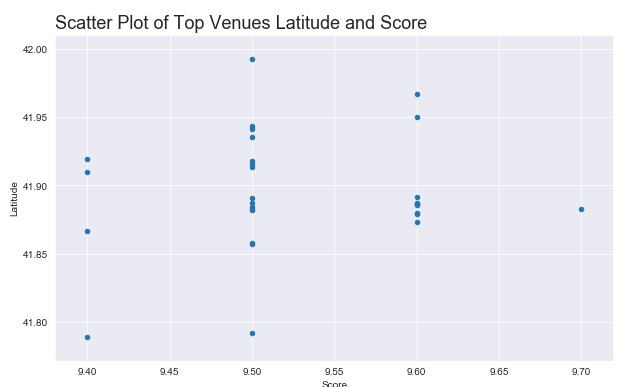 Scatter Plot of Top Venues Latitude and Score
42.00
41.95
41.90
41.85
41.80
Latitude
9.40 9.45 9.50 9.55 9.60 9.65 9.70
Score